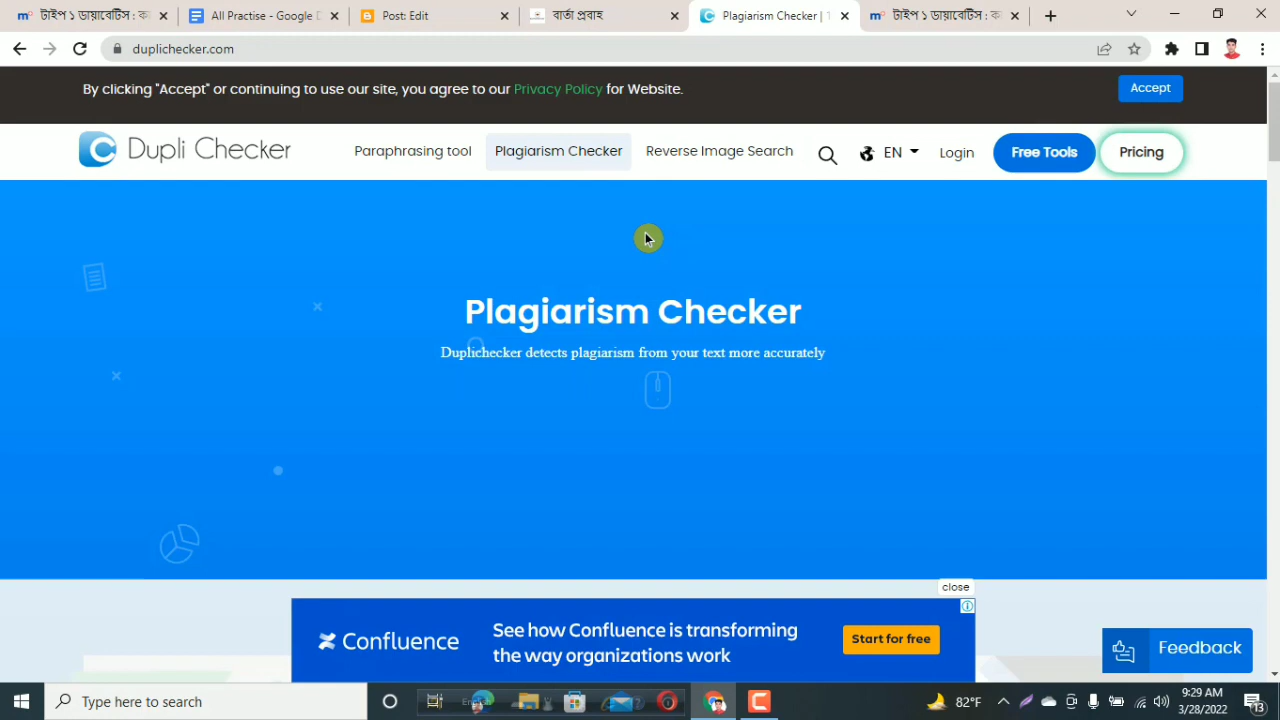 টাইপ ১ ডায়াবেটিস : ক
All Practise - Google D
Post: Edit
বার্তা প্রবাহ
Plagiarism Checker | T
টাইপ ১ ডায়াবেটিস : ক
duplichecker.com
By clicking "Accept" or continuing to use our site, you agree to our Privacy Policy for Website.
Accept
Dupli Checker
Paraphrasing tool
Plagiarism Checker
Reverse Image Search
EN
Login
Free Tools
Pricing
Plagiarism Checker
Duplichecker detects plagiarism from your text more accurately
close
Confluence
See how Confluence is transforming
the way organizations work
Start for free
Feedback
Type here to search
82°F
9:29 AM
3/28/2022
13